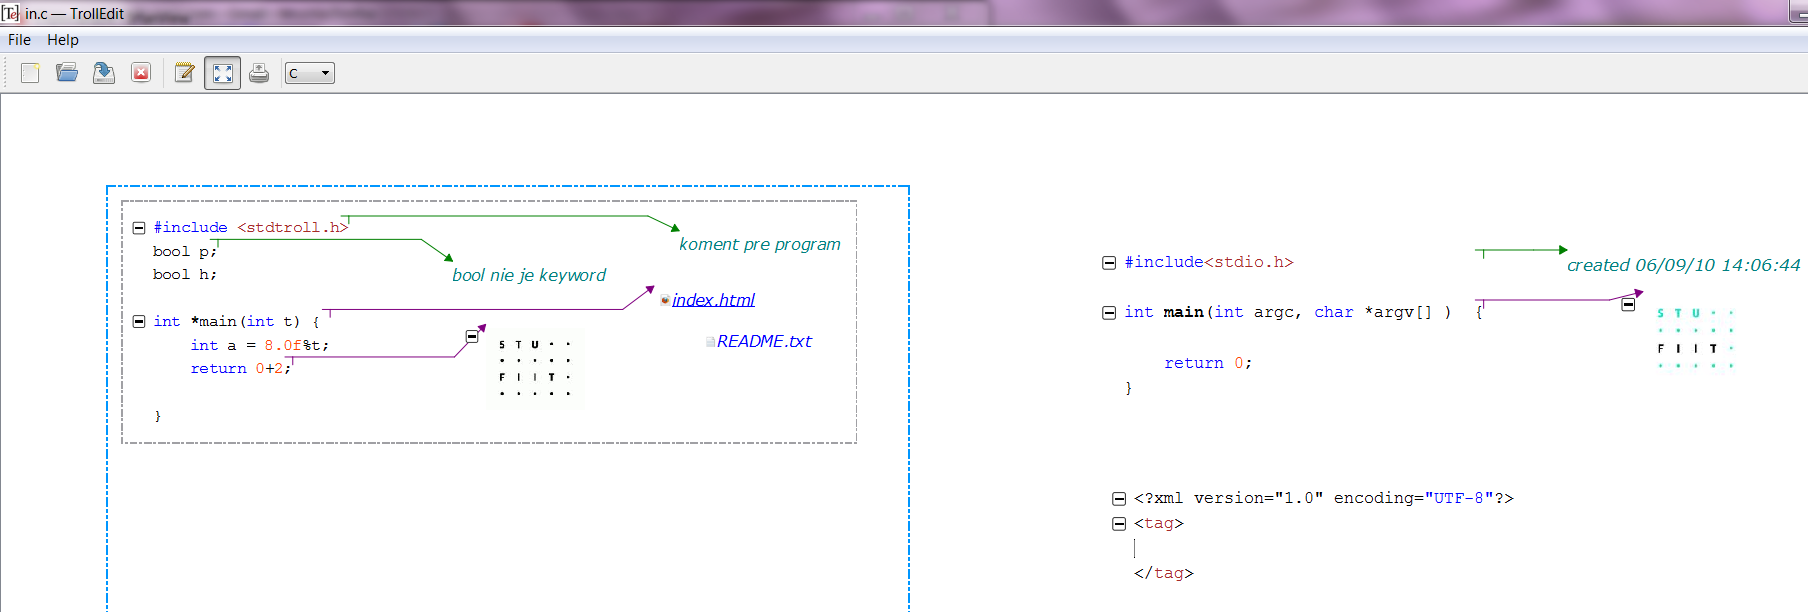 [Te] in.c — TrollEdit
File Help
C
#include <stdtroll.h>
koment pre program
bool p;
bool nie je keyword
bool h;
index.html
int *main(int t) {
int a = 8.0f%t;
README.txt
return 0+2;
}
S T U
F I I T
#include<stdio.h>
created 06/09/10 14:06:44
int main(int argc, char *argv[] ) {
return 0;
}
S T U
F I I T
<?xml version="1.0" encoding="UTF-8"?>
<tag>
</tag>